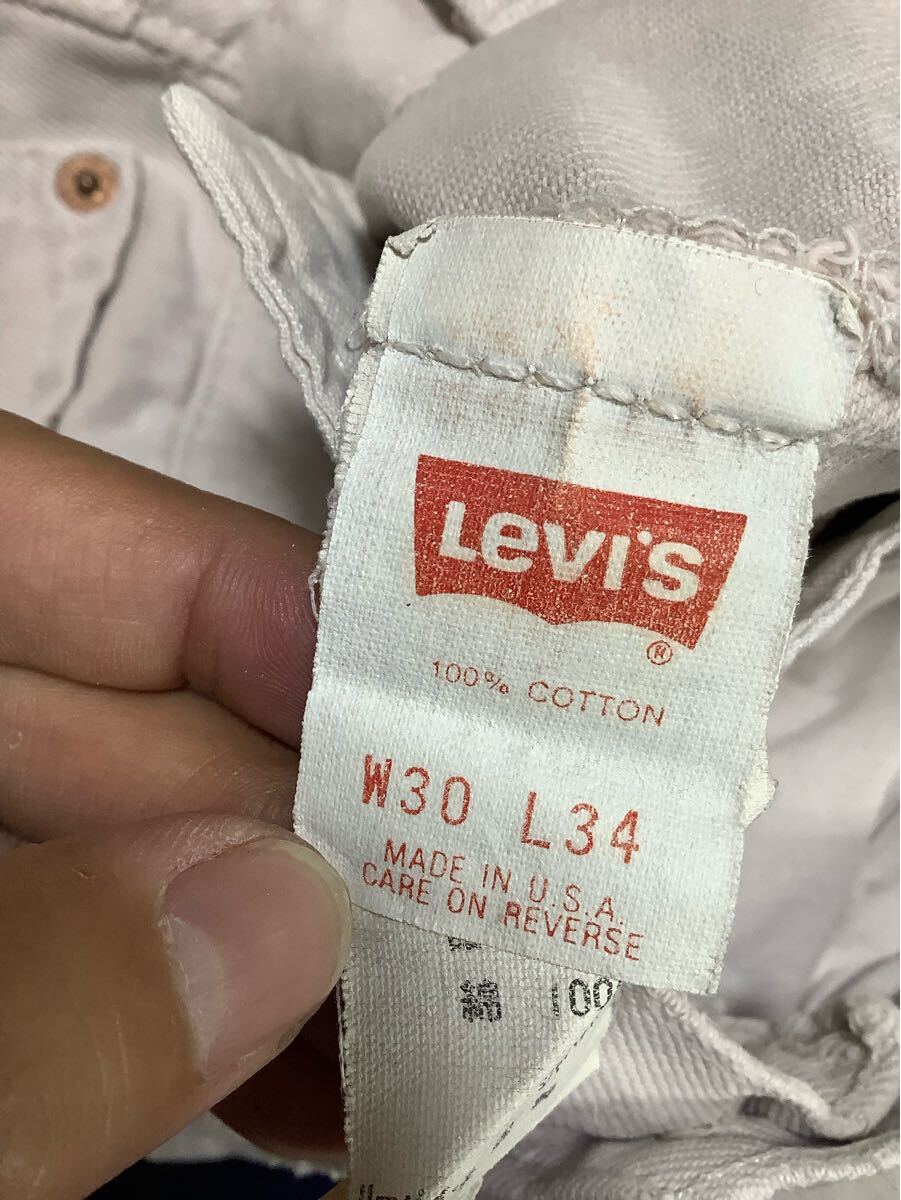 Levi's
®
100% COTTON
W30 L34
MADE IN U.S.A.
CARE ON REVERSE
綿 100